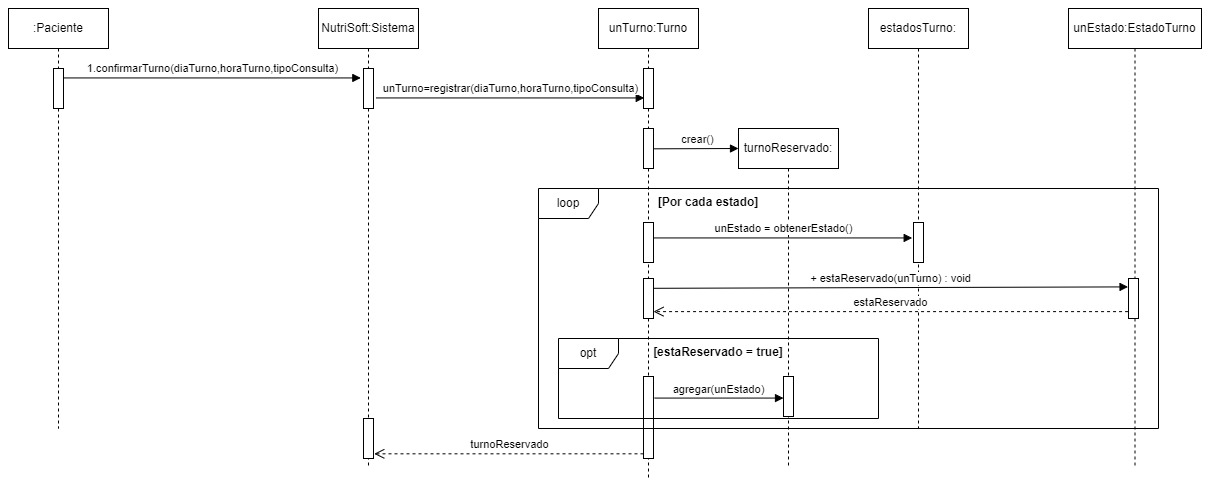 :Paciente
NutriSoft:Sistema
unTurno:Turno
estadosTurno:
unEstado:EstadoTurno
1.confirmarTurno(diaTurno,horaTurno,tipoConsulta)
unTurno=registrar(diaTurno,horaTurno,tipoConsulta)
crear()
turnoReservado:
loop
[Por cada estado]
unEstado = obtenerEstado()
+ estaReservado(unTurno) : void
estaReservado
opt
[estaReservado = true]
agregar(unEstado)
turnoReservado